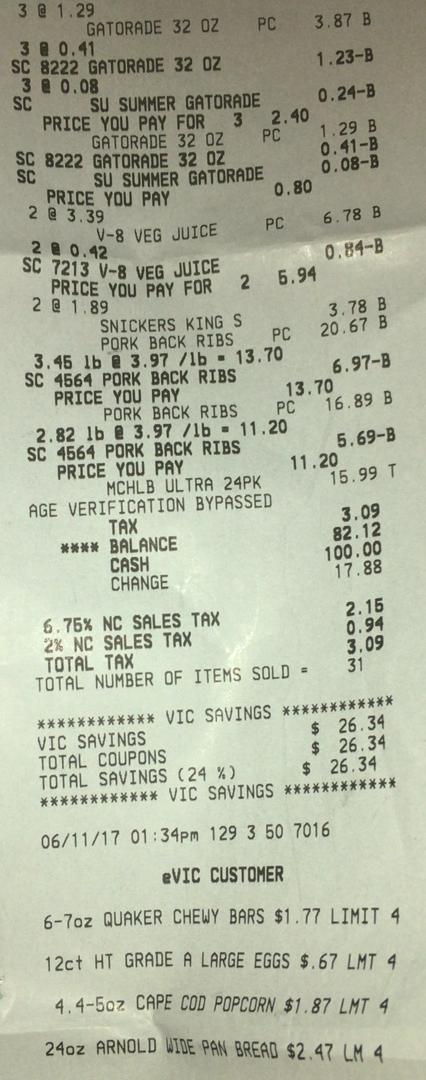 3 @ 1.29
GATORADE 32 OZ PC 3.87 B
3 @ 0.41
SC 8222 GATORADE 32 OZ 1.23-B
3 @ 0.08
SC SU SUMMER GATORADE 0.24-B
PRICE YOU PAY FOR 3 2.40
GATORADE 32 OZ PC 1.29 B
SC 8222 GATORADE 32 OZ 0.41-B
SC SU SUMMER GATORADE 0.08-B
PRICE YOU PAY 0.80
2 @ 3.39
V-8 VEG JUICE PC 6.78 B
2 @ 0.42
SC 7213 V-8 VEG JUICE 0.84-B
PRICE YOU PAY FOR 2 5.94
2 @ 1.89
SNICKERS KING S 3.78 B
PORK BACK RIBS PC 20.67 B
3.45 lb @ 3.97 /lb = 13.70
SC 4564 PORK BACK RIBS 6.97-B
PRICE YOU PAY 13.70
PORK BACK RIBS PC 16.89 B
2.82 lb @ 3.97 /lb = 11.20
SC 4564 PORK BACK RIBS 5.69-B
PRICE YOU PAY 11.20
MCHLB ULTRA 24PK 15.99 T
AGE VERIFICATION BYPASSED
TAX 3.09
**** BALANCE 82.12
CASH 100.00
CHANGE 17.88
6.75% NC SALES TAX 2.15
2% NC SALES TAX 0.94
TOTAL TAX 3.09
TOTAL NUMBER OF ITEMS SOLD = 31
************ VIC SAVINGS ************
VIC SAVINGS $ 26.34
TOTAL COUPONS $ 26.34
TOTAL SAVINGS (24 %) $ 26.34
************ VIC SAVINGS ************
06/11/17 01:34pm 129 3 50 7016
eVIC CUSTOMER
6-7oz QUAKER CHEWY BARS $1.77 LIMIT 4
12ct HT GRADE A LARGE EGGS $.67 LMT 4
4.4-5oz CAPE COD POPCORN $1.87 LMT 4
24oz ARNOLD WIDE PAN BREAD $2.47 LM 4